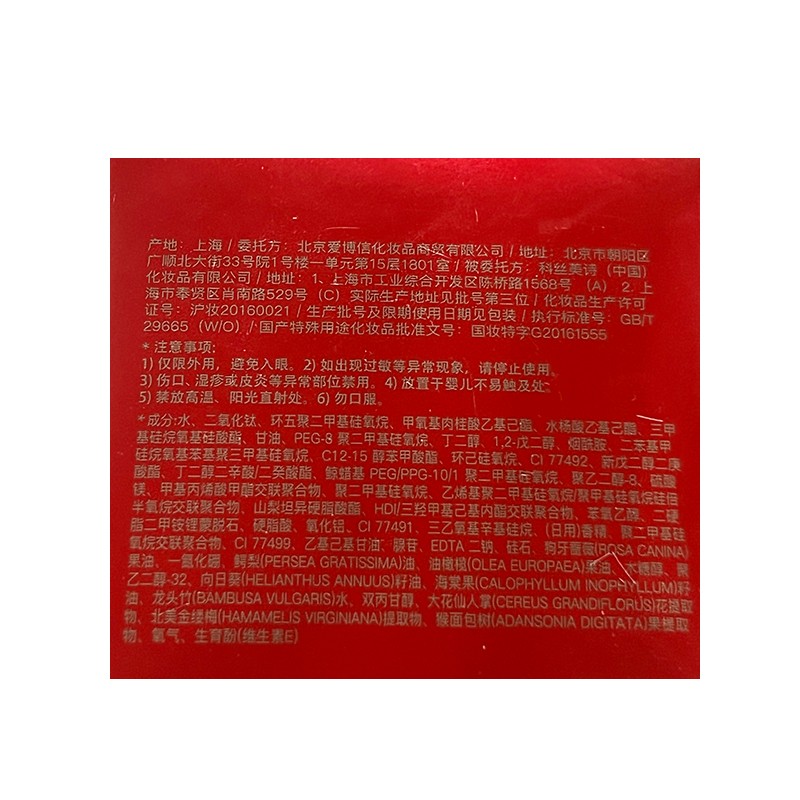 产地：上海 / 委托方：北京爱博信化妆品商贸有限公司 / 地址：北京市朝阳区
广顺北大街33号院1号楼一单元第15层1801室 / 被委托方：科丝美诗（中国）
化妆品有限公司 / 地址：1、上海市工业综合开发区陈桥路1568号 （A）2. 上
海市奉贤区肖南路529号（C） 实际生产地址见批号第三位 / 化妆品生产许可
证号：沪妆20160021 / 生产批号及限期使用日期见包装 / 执行标准号：GB/T
29665 (W/O) / 国产特殊用途化妆品批准文号：国妆特字G20161555
* 注意事项：
1) 仅限外用，避免入眼。2) 如出现过敏等异常现象，请停止使用。
3) 伤口、湿疹或皮炎等异常部位禁用。4) 放置于婴儿不易触及处。
5) 禁放高温、阳光直射处。6) 勿口服。
*成分:水、二氧化钛、环五聚二甲基硅氧烷、甲氧基肉桂酸乙基己酯、水杨酸乙基己酯、三甲
基硅烷氧基硅酸酯、甘油、PEG-8 聚二甲基硅氧烷、丁二醇、1,2-戊二醇、烟酰胺、二苯基甲
硅烷氧基苯基聚三甲基硅氧烷、C12-15 醇苯甲酸酯、环己硅氧烷、CI 77492、新戊二醇二庚
酸酯、丁二醇二辛酸/二癸酸酯、鲸蜡基 PEG/PPG-10/1 聚二甲基硅氧烷、聚乙二醇-8、硫酸
镁、甲基丙烯酸甲酯交联聚合物、聚二甲基硅氧烷、乙烯基聚二甲基硅氧烷/聚甲基硅氧烷硅倍
半氧烷交联聚合物、山梨坦异硬脂酸酯、HDI/三羟甲基己基内酯交联聚合物、苯氧乙醇、二硬
脂二甲铵锂蒙脱石、硬脂酸、氧化铝、CI 77491、三乙氧基辛基硅烷、(日用)香精、聚二甲基硅
氧烷交联聚合物、CI 77499、乙基己基甘油、腺苷、EDTA 二钠、硅石、狗牙蔷薇(ROSA CANINA)
果油、一氮化硼、鳄梨(PERSEA GRATISSIMA)油、油橄榄(OLEA EUROPAEA)果油、木糖醇、聚
乙二醇-32、向日葵(HELIANTHUS ANNUUS)籽油、海棠果(CALOPHYLLUM INOPHYLLUM)籽
油、龙头竹(BAMBUSA VULGARIS)水、双丙甘醇、大花仙人掌(CEREUS GRANDIFLORUS)花提取
物、北美金缕梅(HAMAMELIS VIRGINIANA)提取物、猴面包树(ADANSONIA DIGITATA)果提取
物、氧气、生育酚(维生素E)